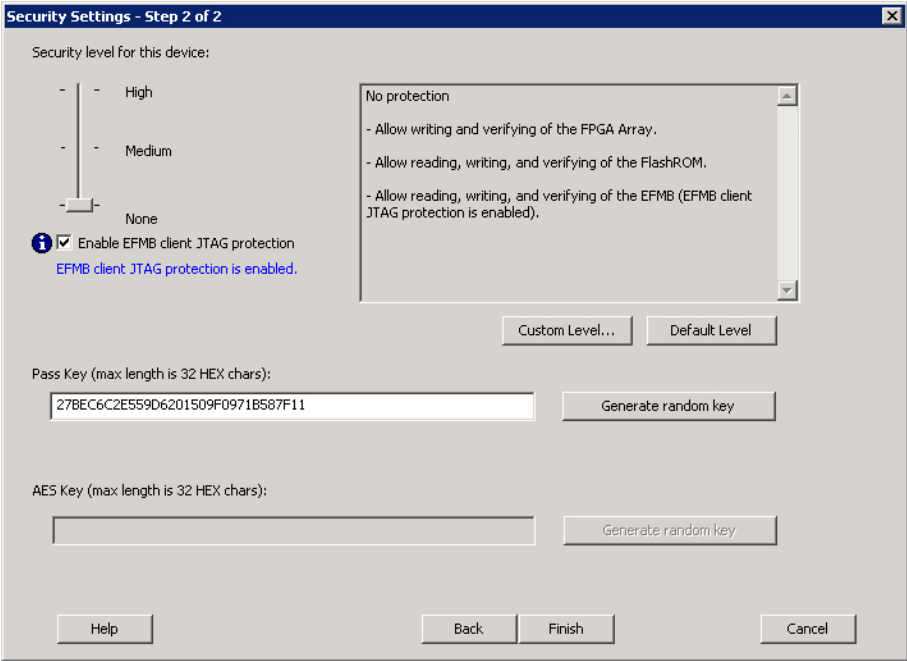 Security Settings - Step 2 of 2
Security level for this device:
High
Medium
None
Enable EFMB client JTAG protection
EFMB client JTAG protection is enabled.
No protection
- Allow writing and verifying of the FPGA Array.
- Allow reading, writing, and verifying of the FlashROM.
- Allow reading, writing, and verifying of the EFMB (EFMB client
JTAG protection is enabled).
Custom Level...
Default Level
Pass Key (max length is 32 HEX chars):
27BEC6C2E559D6201509F0971B587F11
Generate random key
AES Key (max length is 32 HEX chars):
Generate random key
Help
Back
Finish
Cancel